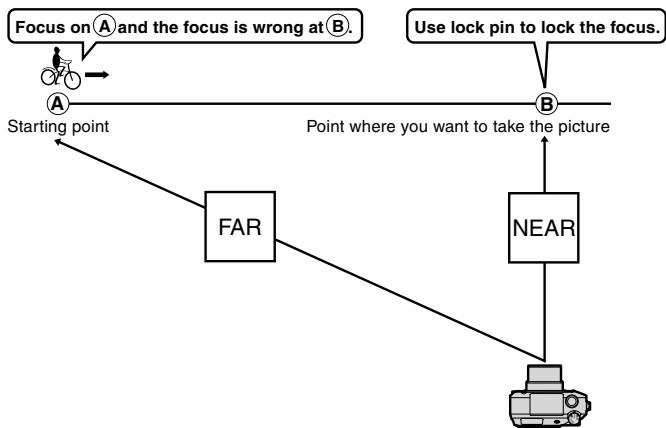 Focus on Ⓐ and the focus is wrong at Ⓑ.
Use lock pin to lock the focus.
A
B
Starting point
Point where you want to take the picture
FAR
NEAR